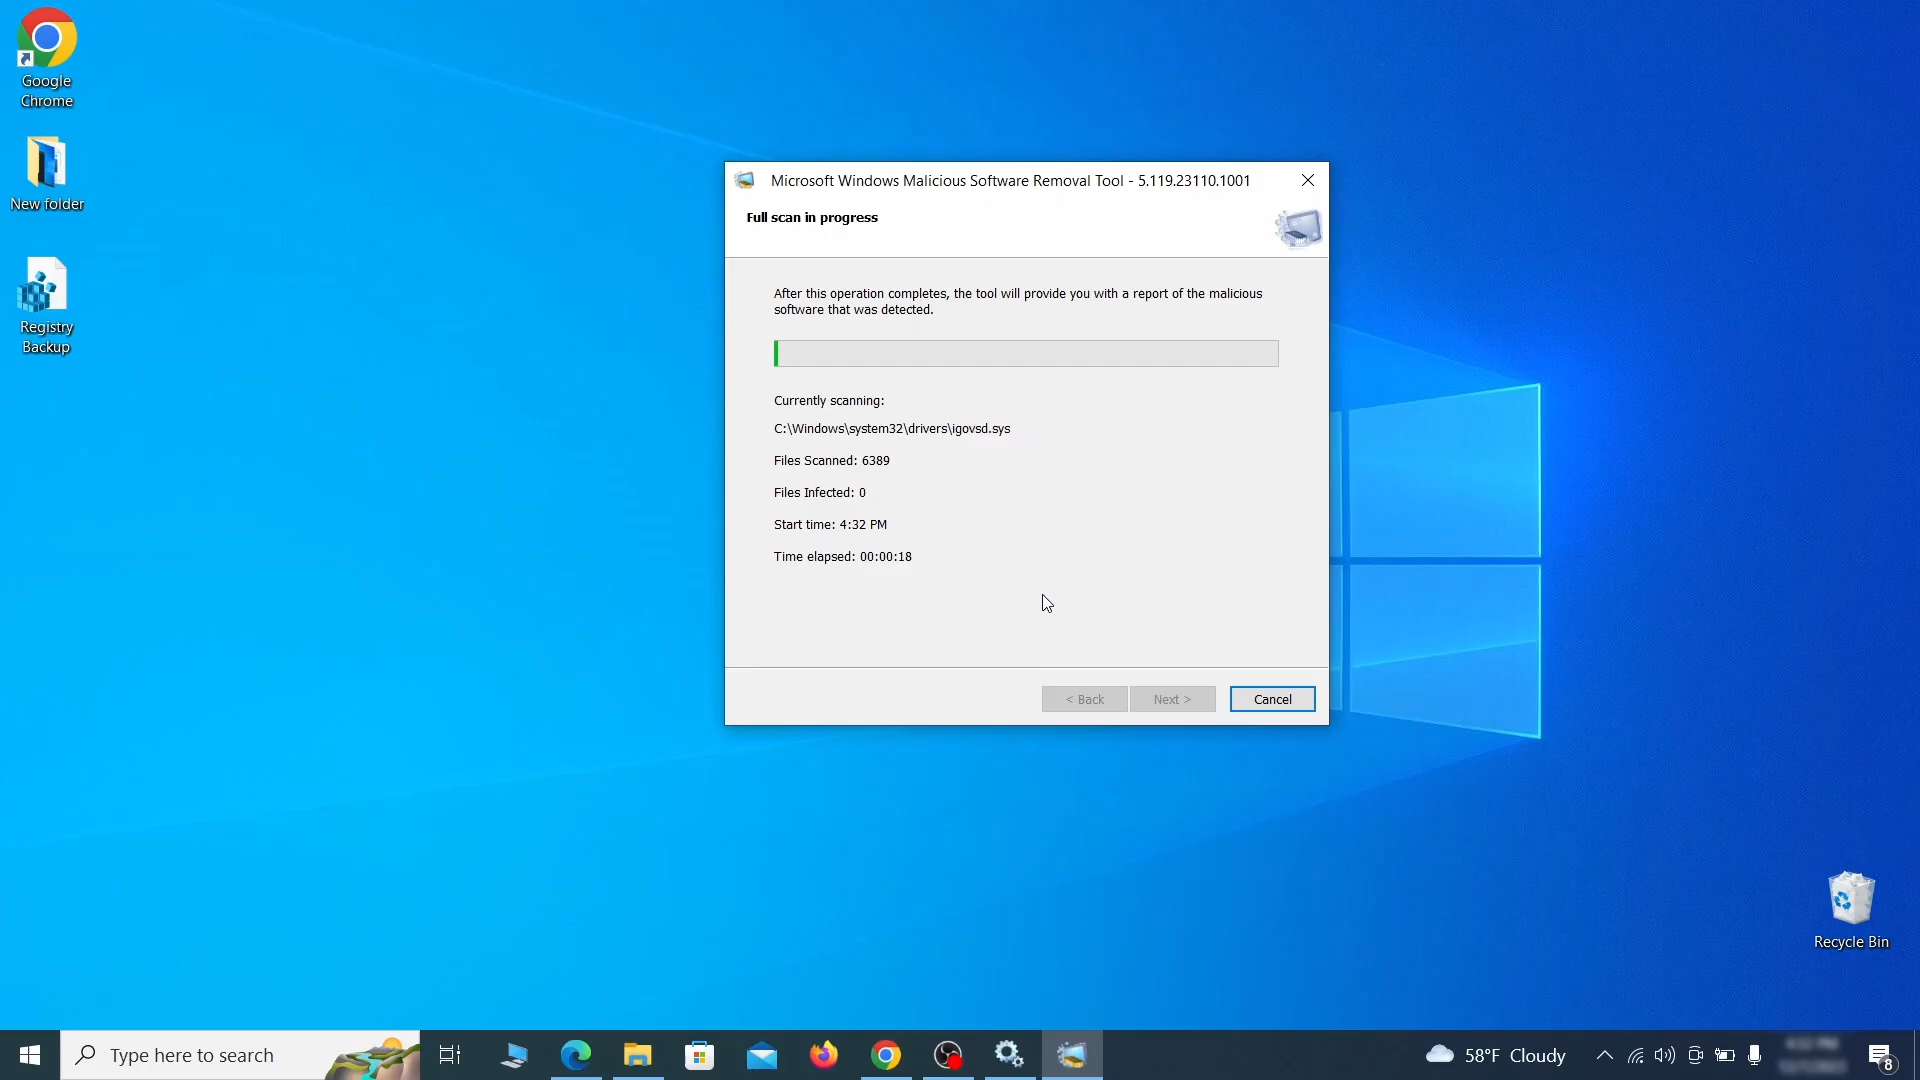 Google
Chrome
New folder
Registry
Backup
Microsoft Windows Malicious Software Removal Tool - 5.119.23110.1001
Full scan in progress
After this operation completes, the tool will provide you with a report of the malicious
software that was detected.
Currently scanning:
C:\Windows\system32\drivers\igovsd.sys
Files Scanned: 6389
Files Infected: 0
Start time: 4:32 PM
Time elapsed: 00:00:18
< Back
Next >
Cancel
Recycle Bin
Type here to search
58°F Cloudy
8